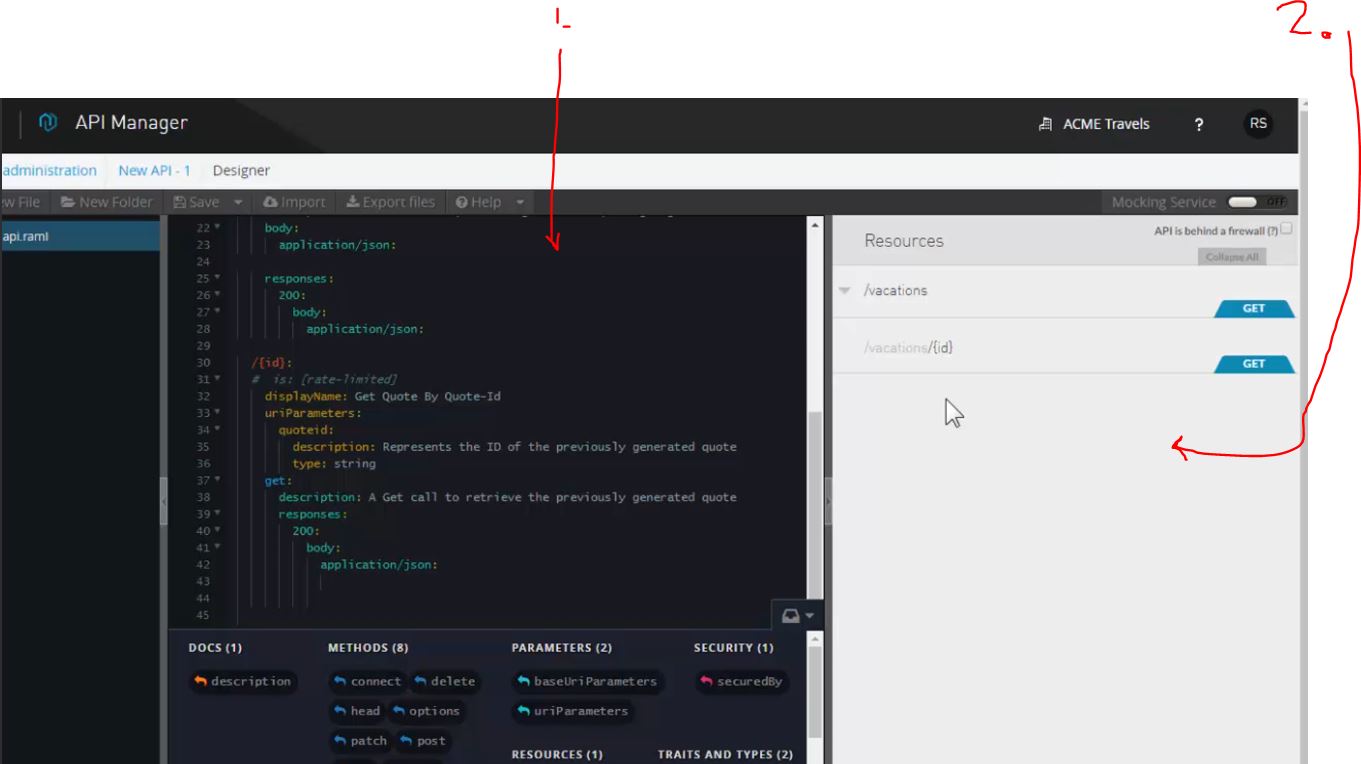 1-
2.
API Manager
ACME Travels
?
RS
administration
New API - 1
Designer
ew File
New Folder
Save
Import
Export files
Help
Mocking Service
OFF
api.raml
22 body:
23 application/json:
24
25 responses:
26 200:
27 body:
28 application/json:
29
30 /{id}:
31 # is: [rate-limited]
32 displayName: Get Quote By Quote-Id
33 uriParameters:
34 quoteid:
35 description: Represents the ID of the previously generated quote
36 type: string
37 get:
38 description: A Get call to retrieve the previously generated quote
39 responses:
40 200:
41 body:
42 application/json:
43
44
45
DOCS (1)
METHODS (8)
PARAMETERS (2)
SECURITY (1)
description
connect
delete
baseUriParameters
securedBy
head
options
uriParameters
patch
post
RESOURCES (1)
TRAITS AND TYPES (2)
Resources
API is behind a firewall (?)
Collapse All
/vacations
GET
/vacations/{id}
GET